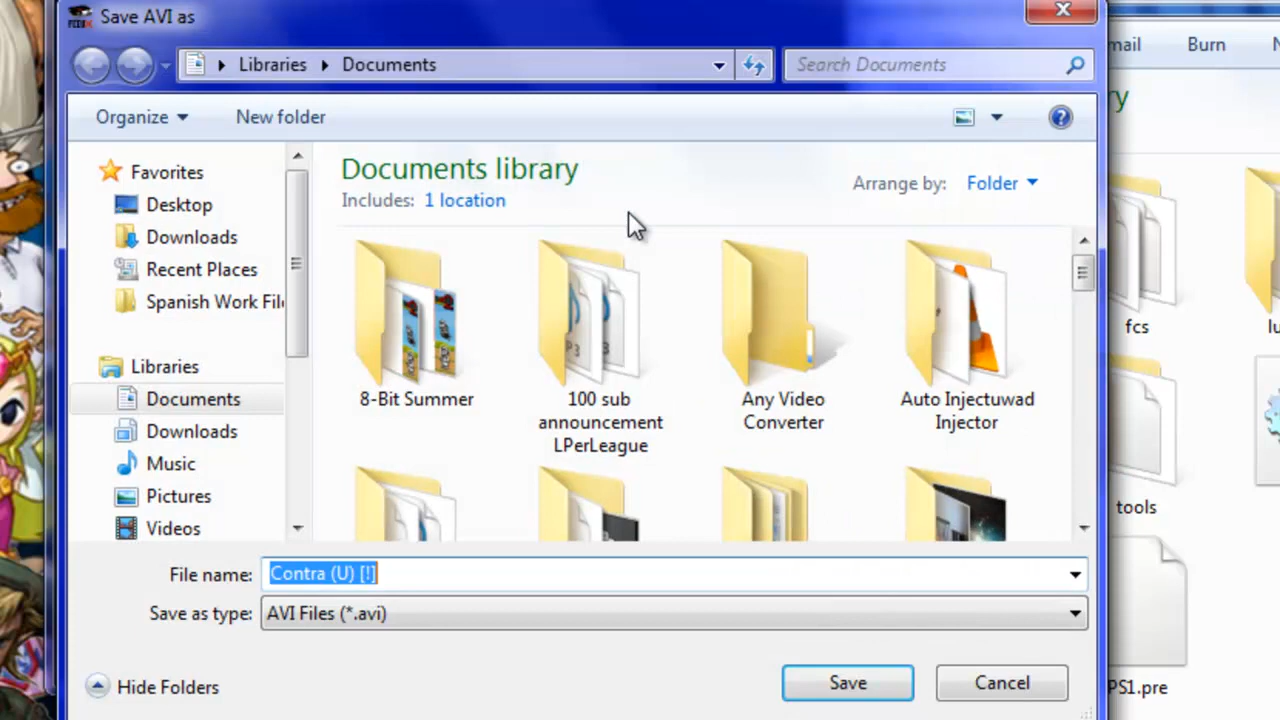 Save AVI as
Libraries
Documents
Search Documents
mail
Burn
Organize
New folder
Favorites
Desktop
Downloads
Recent Places
Spanish Work
Libraries
Documents
Downloads
Music
Pictures
Videos
Documents library
Includes: 1 location
Arrange by: Folder
8-Bit Summer
100 sub
announcement
LPerLeague
Any Video
Converter
Auto Injectuwad
Injector
fcs
tools
PS1.pre
File name: Contra (U) [!]
Save as type: AVI Files (*.avi)
Hide Folders
Save
Cancel